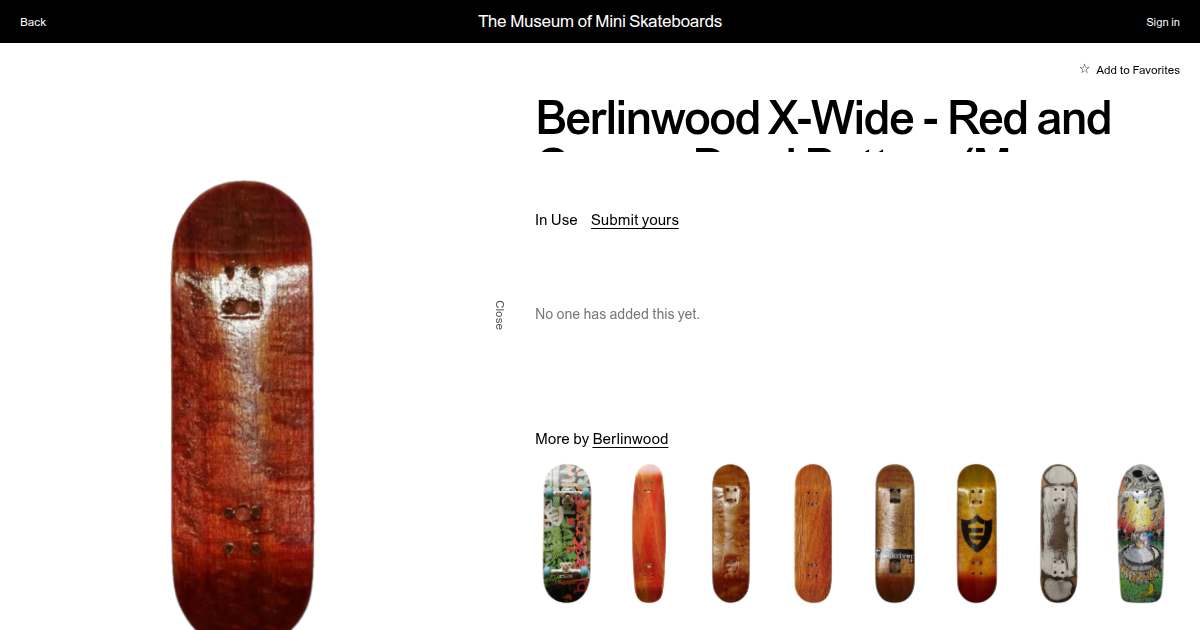 Back
The Museum of Mini Skateboards
Sign in
☆ Add to Favorites
Berlinwood X-Wide - Red and
In Use Submit yours
Close
No one has added this yet.
More by Berlinwood